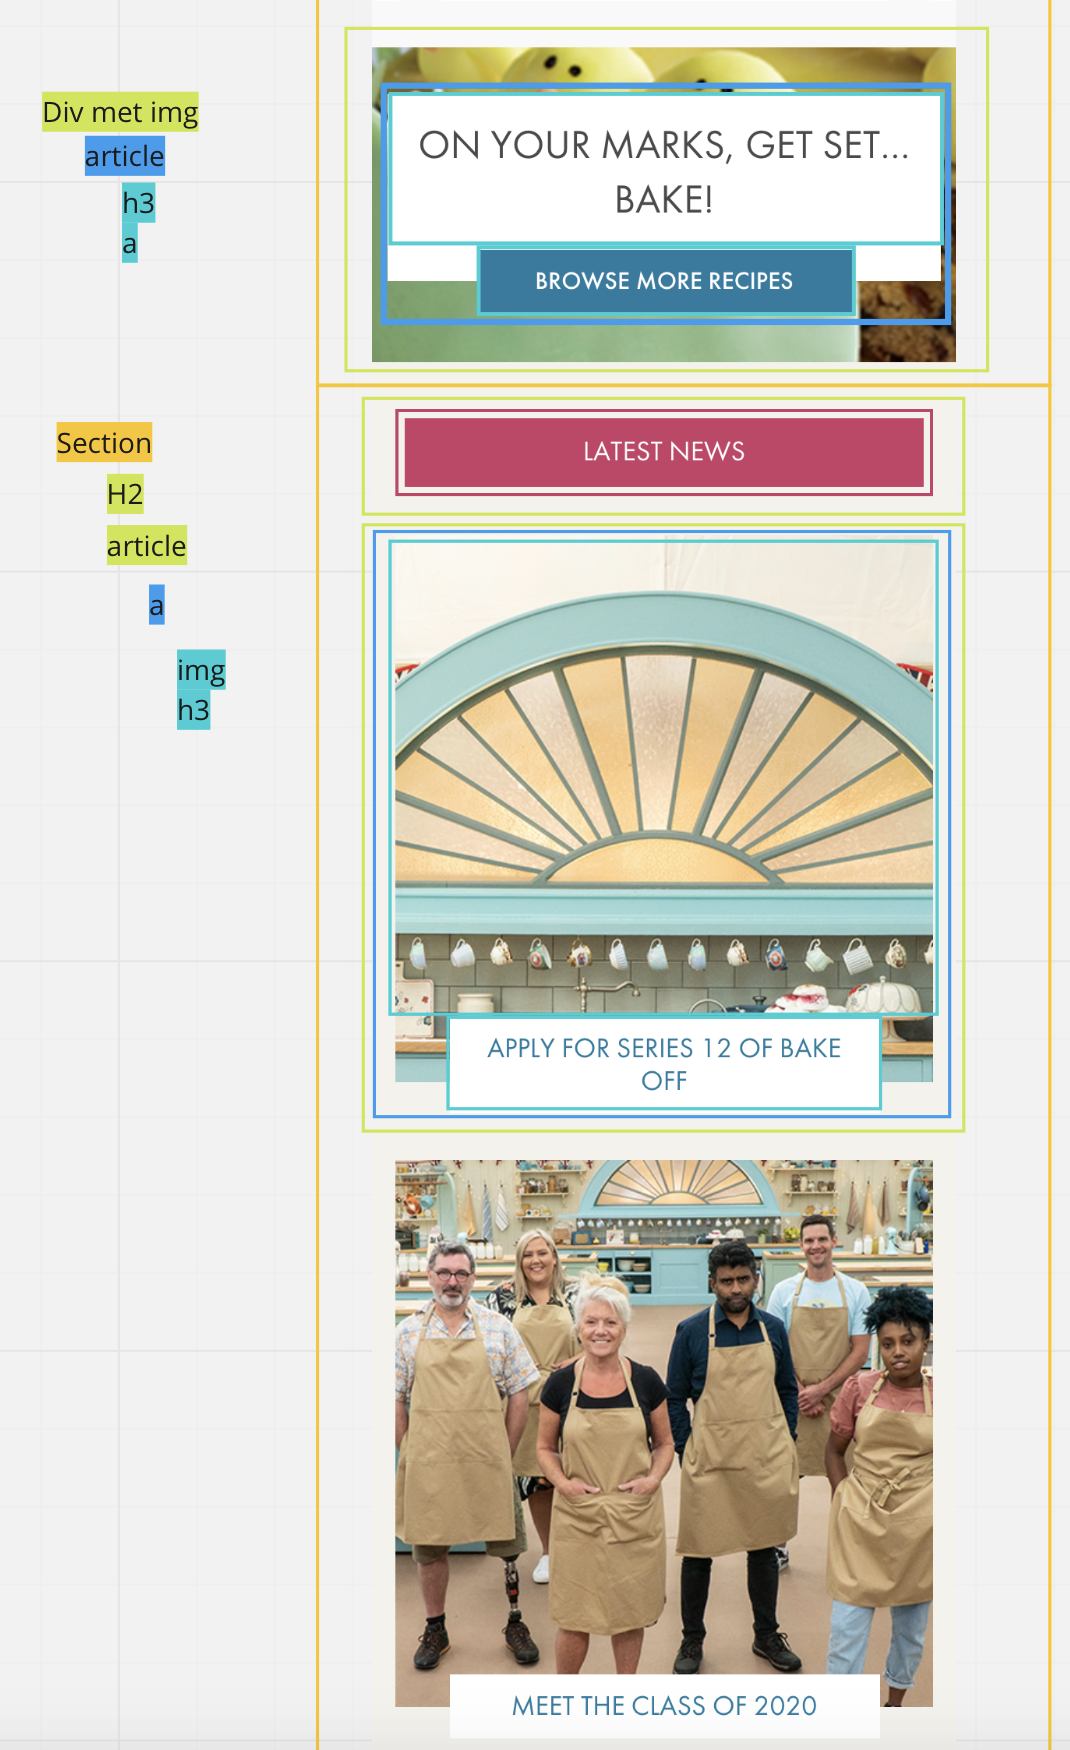 Div met img
article
h3
a
ON YOUR MARKS, GET SET...
BAKE!
BROWSE MORE RECIPES
Section
H2
article
a
img
h3
LATEST NEWS
APPLY FOR SERIES 12 OF BAKE
OFF
MEET THE CLASS OF 2020